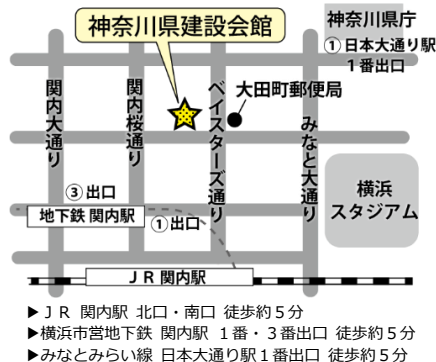 神奈川県建設会館
神奈川県庁
①日本大通り駅
1番出口
大田町郵便局
関内大通り
関内桜通り
ベイスターズ通り
みなと大通り
横浜
スタジアム
③出口
地下鉄 関内駅
①出口
ＪＲ 関内駅
▶ＪＲ 関内駅 北口・南口 徒歩約５分
▶横浜市営地下鉄 関内駅 １番・３番出口 徒歩約５分
▶みなとみらい線 日本大通り駅１番出口 徒歩約５分